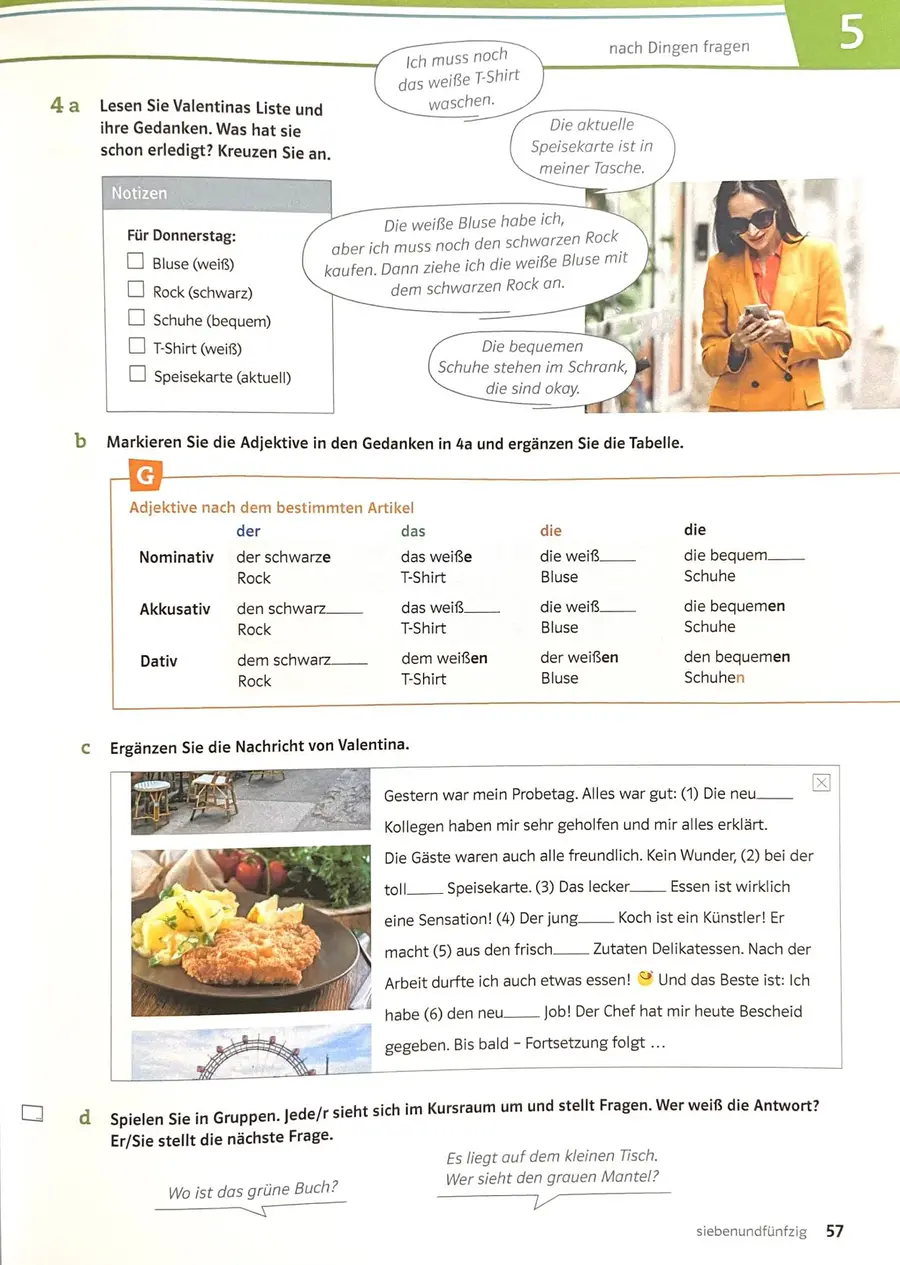 nach Dingen fragen
5
4 a Lesen Sie Valentinas Liste und
ihre Gedanken. Was hat sie
schon erledigt? Kreuzen Sie an.
Ich muss noch
das weiße T-Shirt
waschen.
Die aktuelle
Speisekarte ist in
meiner Tasche.
Die weiße Bluse habe ich,
aber ich muss noch den schwarzen Rock
kaufen. Dann ziehe ich die weiße Bluse mit
dem schwarzen Rock an.
Die bequemen
Schuhe stehen im Schrank,
die sind okay.
Notizen
Für Donnerstag:
Bluse (weiß)
Rock (schwarz)
Schuhe (bequem)
T-Shirt (weiß)
Speisekarte (aktuell)
b Markieren Sie die Adjektive in den Gedanken in 4a und ergänzen Sie die Tabelle.
G
Adjektive nach dem bestimmten Artikel
der das die die
Nominativ der schwarze das weiße die weiß____ die bequem____
Rock T-Shirt Bluse Schuhe
Akkusativ den schwarz____ das weiß____ die weiß____ die bequemen
Rock T-Shirt Bluse Schuhe
Dativ dem schwarz____ dem weißen der weißen den bequemen
Rock T-Shirt Bluse Schuhen
c Ergänzen Sie die Nachricht von Valentina.
Gestern war mein Probetag. Alles war gut: (1) Die neu____
Kollegen haben mir sehr geholfen und mir alles erklärt.
Die Gäste waren auch alle freundlich. Kein Wunder, (2) bei der
toll____ Speisekarte. (3) Das lecker____ Essen ist wirklich
eine Sensation! (4) Der jung____ Koch ist ein Künstler! Er
macht (5) aus den frisch____ Zutaten Delikatessen. Nach der
Arbeit durfte ich auch etwas essen! 😋 Und das Beste ist: Ich
habe (6) den neu____ Job! Der Chef hat mir heute Bescheid
gegeben. Bis bald – Fortsetzung folgt ...
d Spielen Sie in Gruppen. Jede/r sieht sich im Kursraum um und stellt Fragen. Wer weiß die Antwort?
Er/Sie stellt die nächste Frage.
Wo ist das grüne Buch?
Es liegt auf dem kleinen Tisch.
Wer sieht den grauen Mantel?
siebenundfünfzig 57